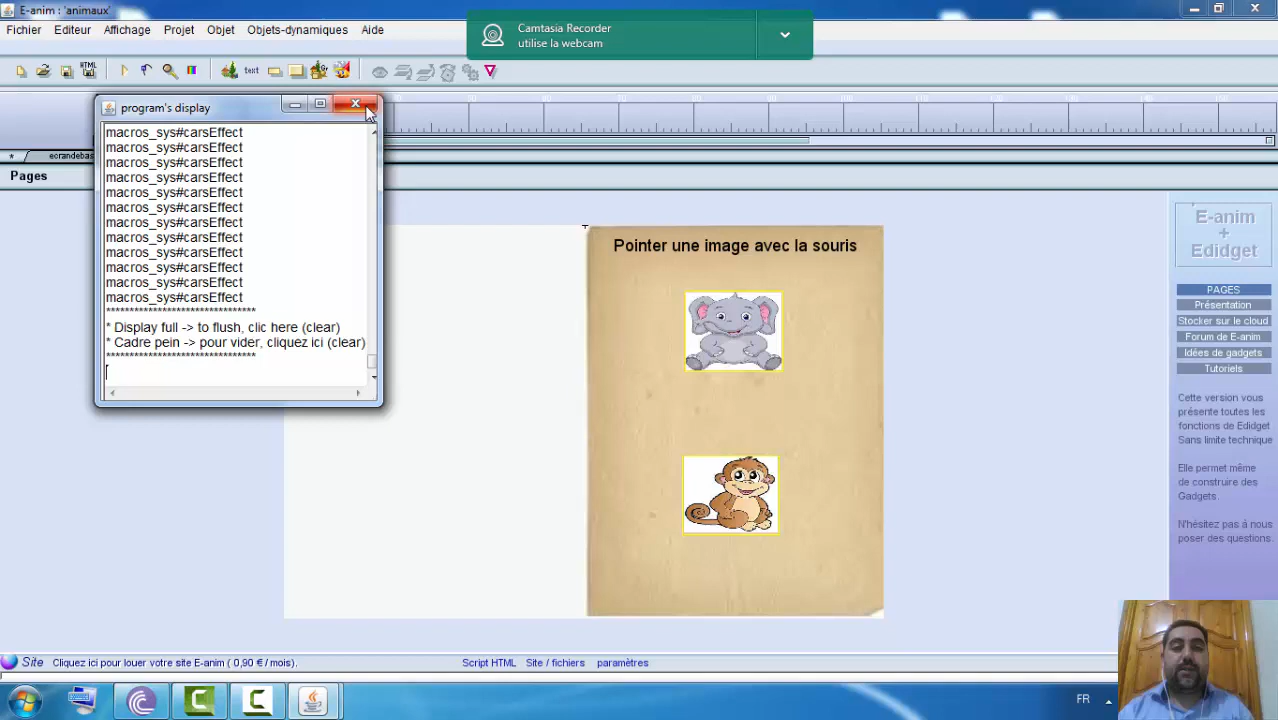 E-anim : 'animaux'
Fichier Editeur Affichage Projet Objet Objets-dynamiques Aide
Camtasia Recorder
utilise la webcam
HTML
text
program's display
* ecrandebas
Pages
macros_sys#carsEffect
macros_sys#carsEffect
macros_sys#carsEffect
macros_sys#carsEffect
macros_sys#carsEffect
macros_sys#carsEffect
macros_sys#carsEffect
macros_sys#carsEffect
macros_sys#carsEffect
macros_sys#carsEffect
macros_sys#carsEffect
macros_sys#carsEffect
********************************
* Display full -> to flush, clic here (clear)
* Cadre pein -> pour vider, cliquez ici (clear)
********************************
Pointer une image avec la souris
E-anim
+
Edidget
PAGES
Présentation
Stocker sur le cloud
Forum de E-anim
Idées de gadgets
Tutoriels
Cette version vous
présente toutes les
fonctions de Edidget
Sans limite technique
Elle permet même
de construire des
Gadgets.
N'hésitez pas á nous
poser des questions.
Site Cliquez ici pour louer votre site E-anim ( 0,90 € / mois).
Script HTML Site / fichiers paramètres
FR